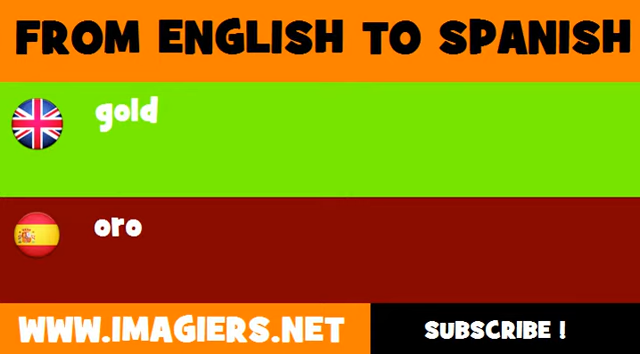 FROM ENGLISH TO SPANISH
gold
oro
WWW.IMAGIERS.NET
SUBSCRIBE !